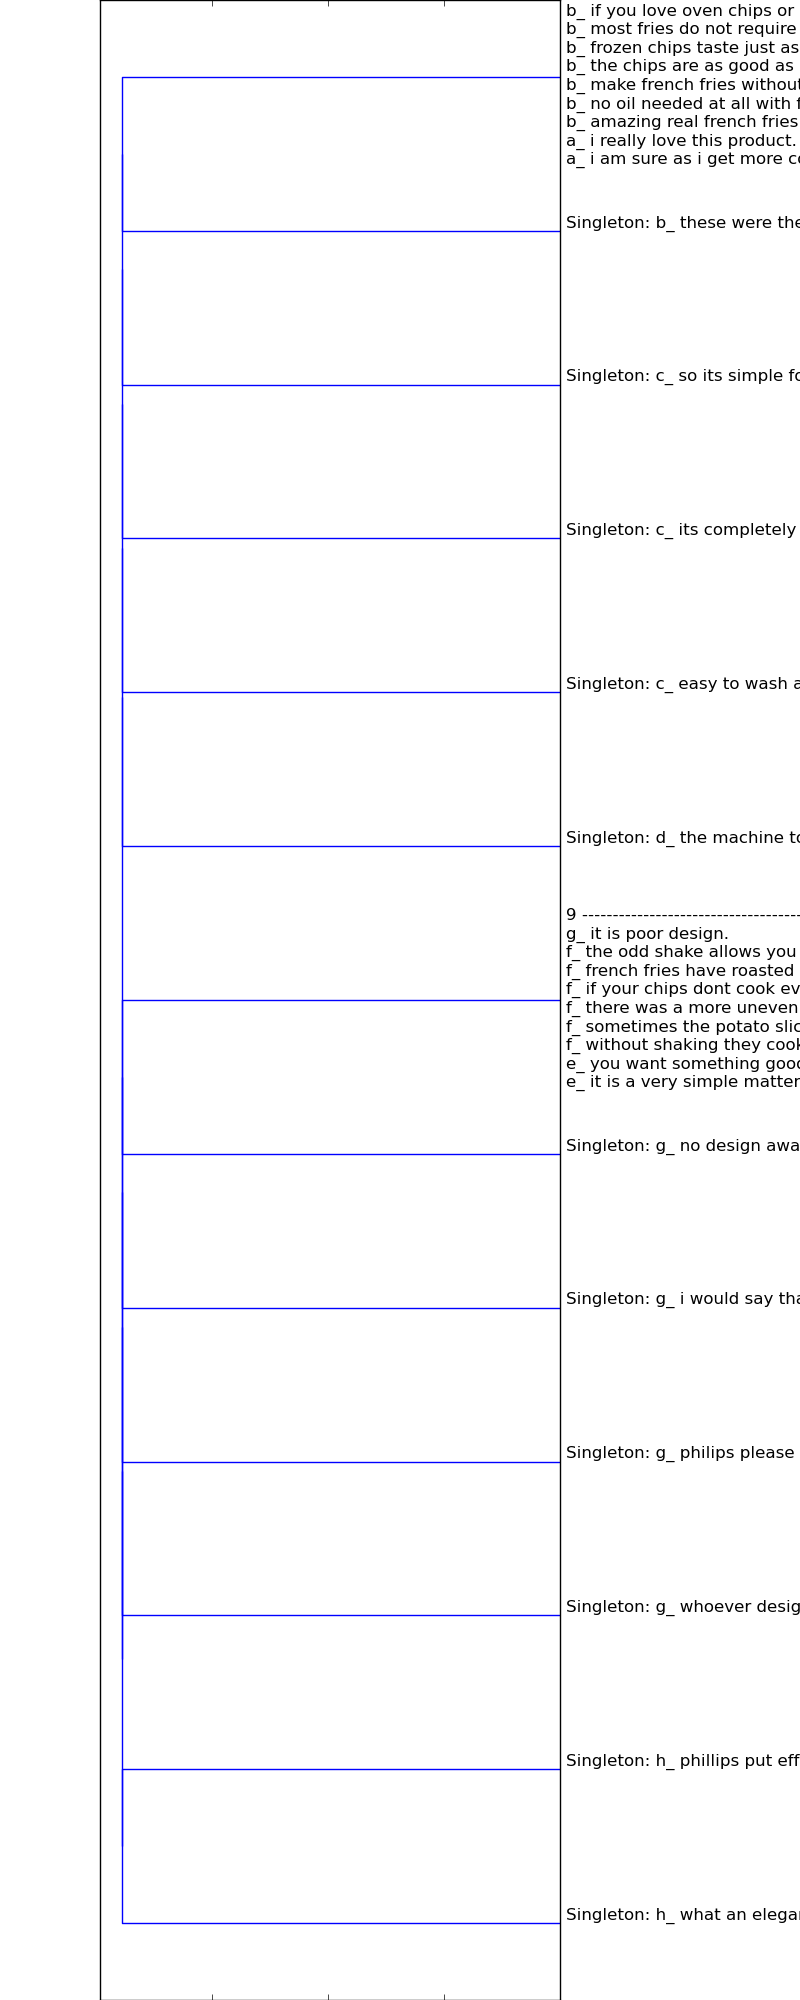 b_ if you love oven chips or
b_ most fries do not require
b_ frozen chips taste just as
b_ the chips are as good as
b_ make french fries without
b_ no oil needed at all with f
b_ amazing real french fries
a_ i really love this product.
a_ i am sure as i get more co
Singleton: b_ these were the
Singleton: c_ so its simple fo
Singleton: c_ its completely
Singleton: c_ easy to wash a
Singleton: d_ the machine to
9 ------------------------------------
g_ it is poor design.
f_ the odd shake allows you
f_ french fries have roasted
f_ if your chips dont cook ev
f_ there was a more uneven
f_ sometimes the potato slic
f_ without shaking they cook
e_ you want something good
e_ it is a very simple matter
Singleton: g_ no design awa
Singleton: g_ i would say tha
Singleton: g_ philips please
Singleton: g_ whoever desig
Singleton: h_ phillips put eff
Singleton: h_ what an elegan